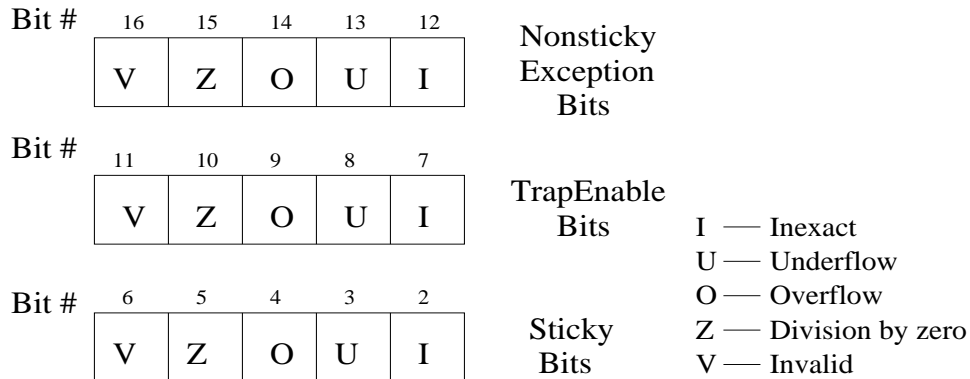 Bit # 16 15 14 13 12
V Z O U I
Nonsticky
Exception
Bits
Bit # 11 10 9 8 7
V Z O U I
TrapEnable
Bits
Bit # 6 5 4 3 2
V Z O U I
Sticky
Bits
I — Inexact
U — Underflow
O — Overflow
Z — Division by zero
V — Invalid